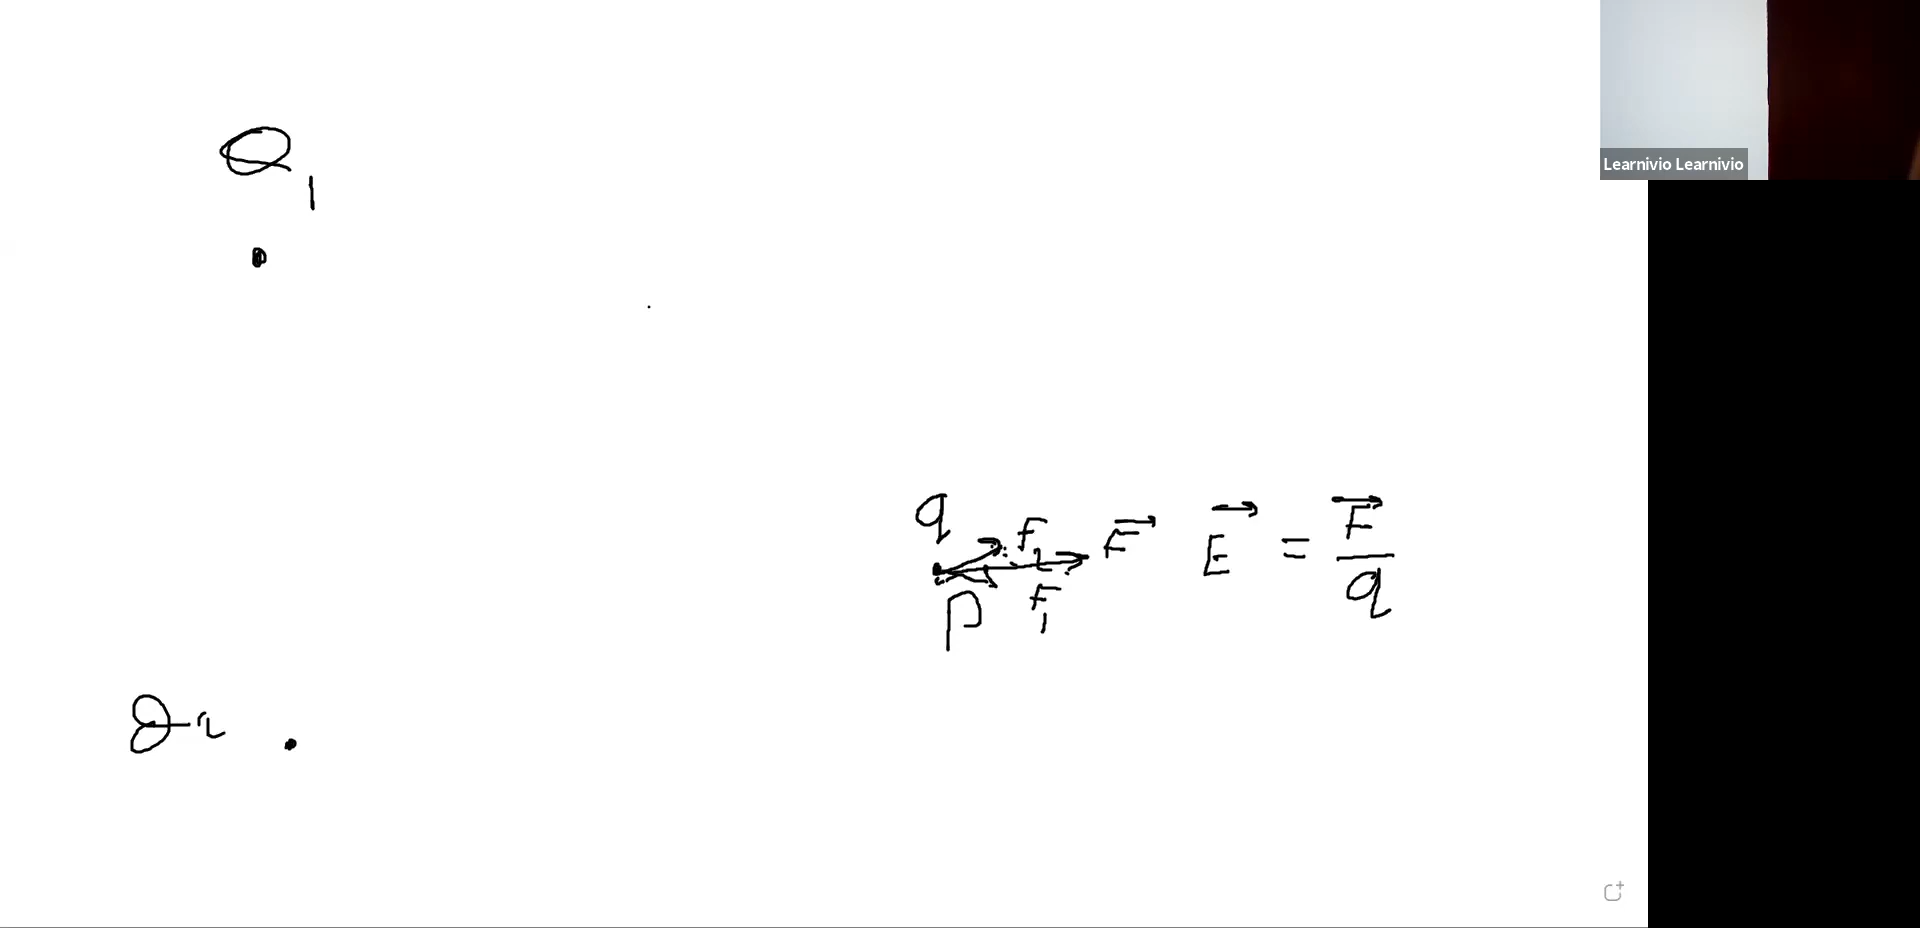 Q1
Learnivio Learnivio
q
F2
F⃗
E⃗ = F⃗/q
F1
P
Q2